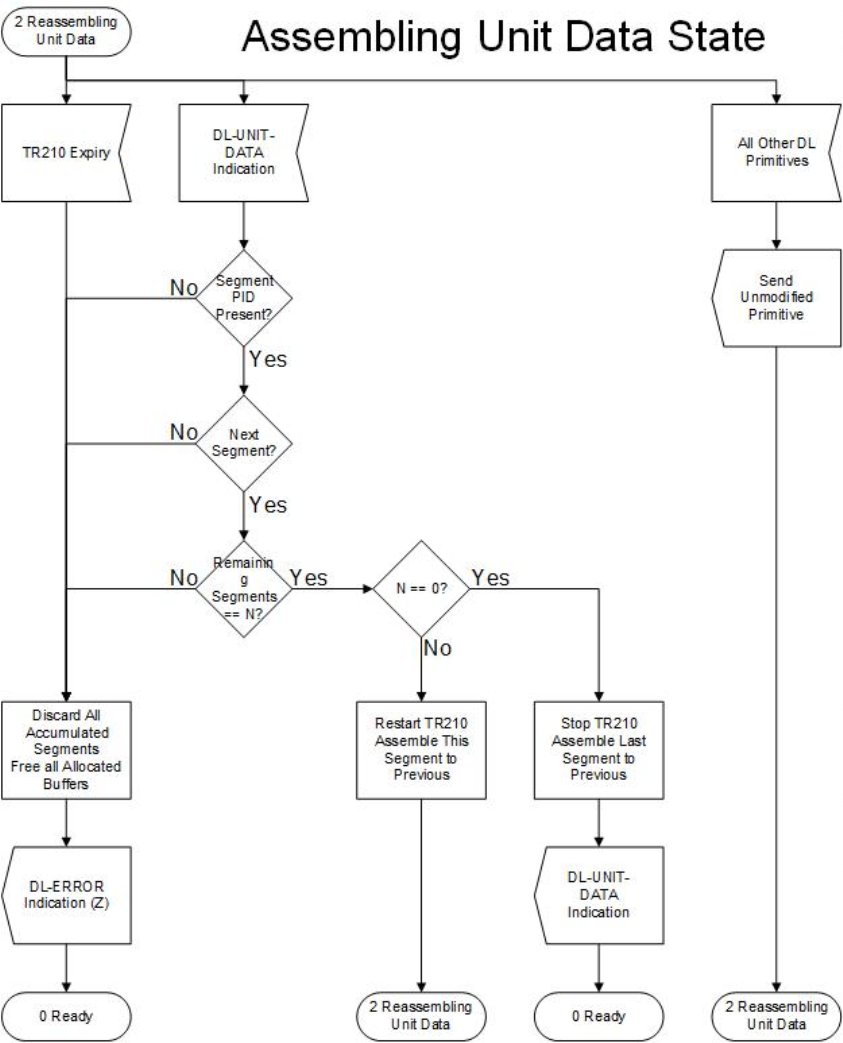 2 Reassembling
Unit Data
Assembling Unit Data State
TR210 Expiry
DL-UNIT-
DATA
Indication
All Other DL
Primitives
No
Segment
PID
Present?
Yes
Send
Unmodified
Primitive
No
Next
Segment?
Yes
No
Remainin
g
Segments
== N?
Yes
N == 0?
Yes
No
Discard All
Accumulated
Segments
Free all Allocated
Buffers
Restart TR210
Assemble This
Segment to
Previous
Stop TR210
Assemble Last
Segment to
Previous
DL-ERROR
Indication (Z)
DL-UNIT-
DATA
Indication
0 Ready
2 Reassembling
Unit Data
0 Ready
2 Reassembling
Unit Data